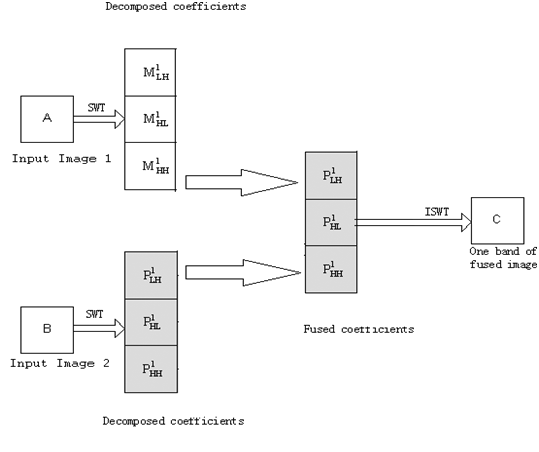 Decomposed coefficients
M¹LH
SWT
A
M¹HL
Input Image 1
M¹HH
P¹LH
ISWT
P¹HL
C
One band of
fused image
P¹HH
P¹LH
SWT
B
P¹HL
Fused coefficients
Input Image 2
P¹HH
Decomposed coefficients